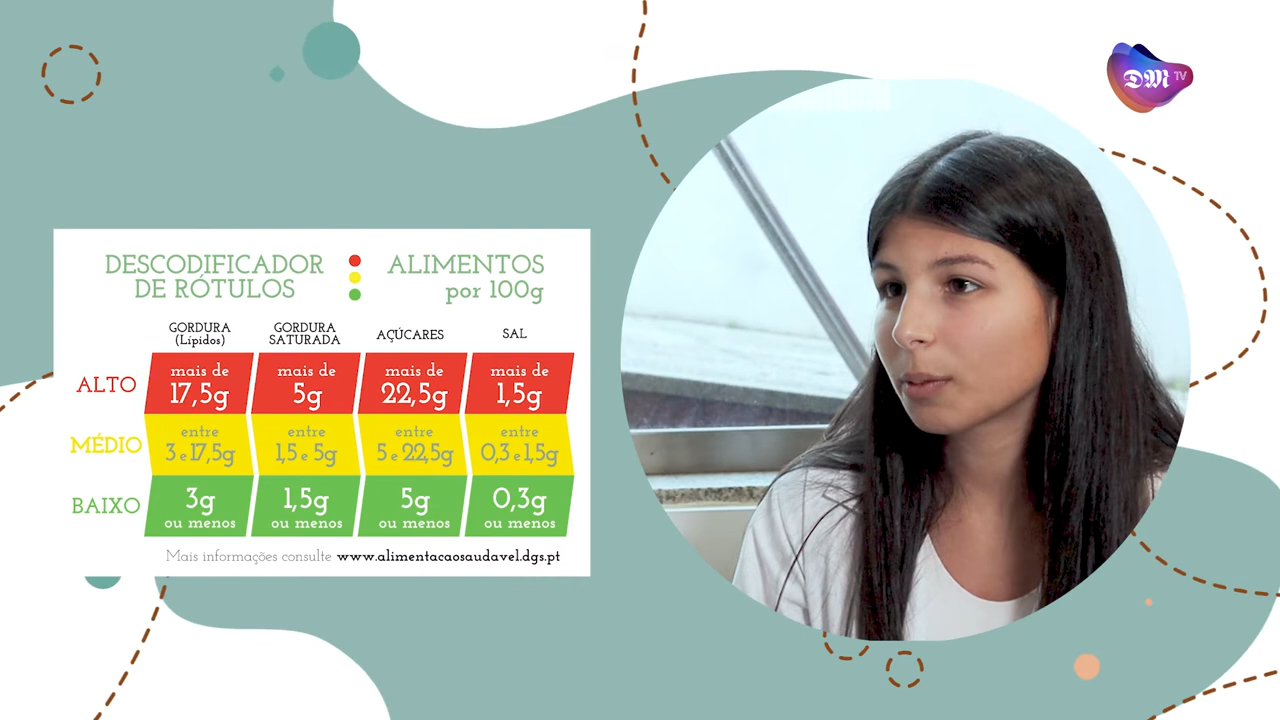 DM TV
DESCODIFICADOR
DE RÓTULOS
ALIMENTOS
por 100g
GORDURA
(Lípidos)
GORDURA
SATURADA
AÇÚCARES
SAL
ALTO
mais de
17,5g
mais de
5g
mais de
22,5g
mais de
1,5g
MÉDIO
entre
3 e 17,5g
entre
1,5 e 5g
entre
5 e 22,5g
entre
0,3 e 1,5g
BAIXO
3g
ou menos
1,5g
ou menos
5g
ou menos
0,3g
ou menos
Mais informações consulte www.alimentacaosaudavel.dgs.pt